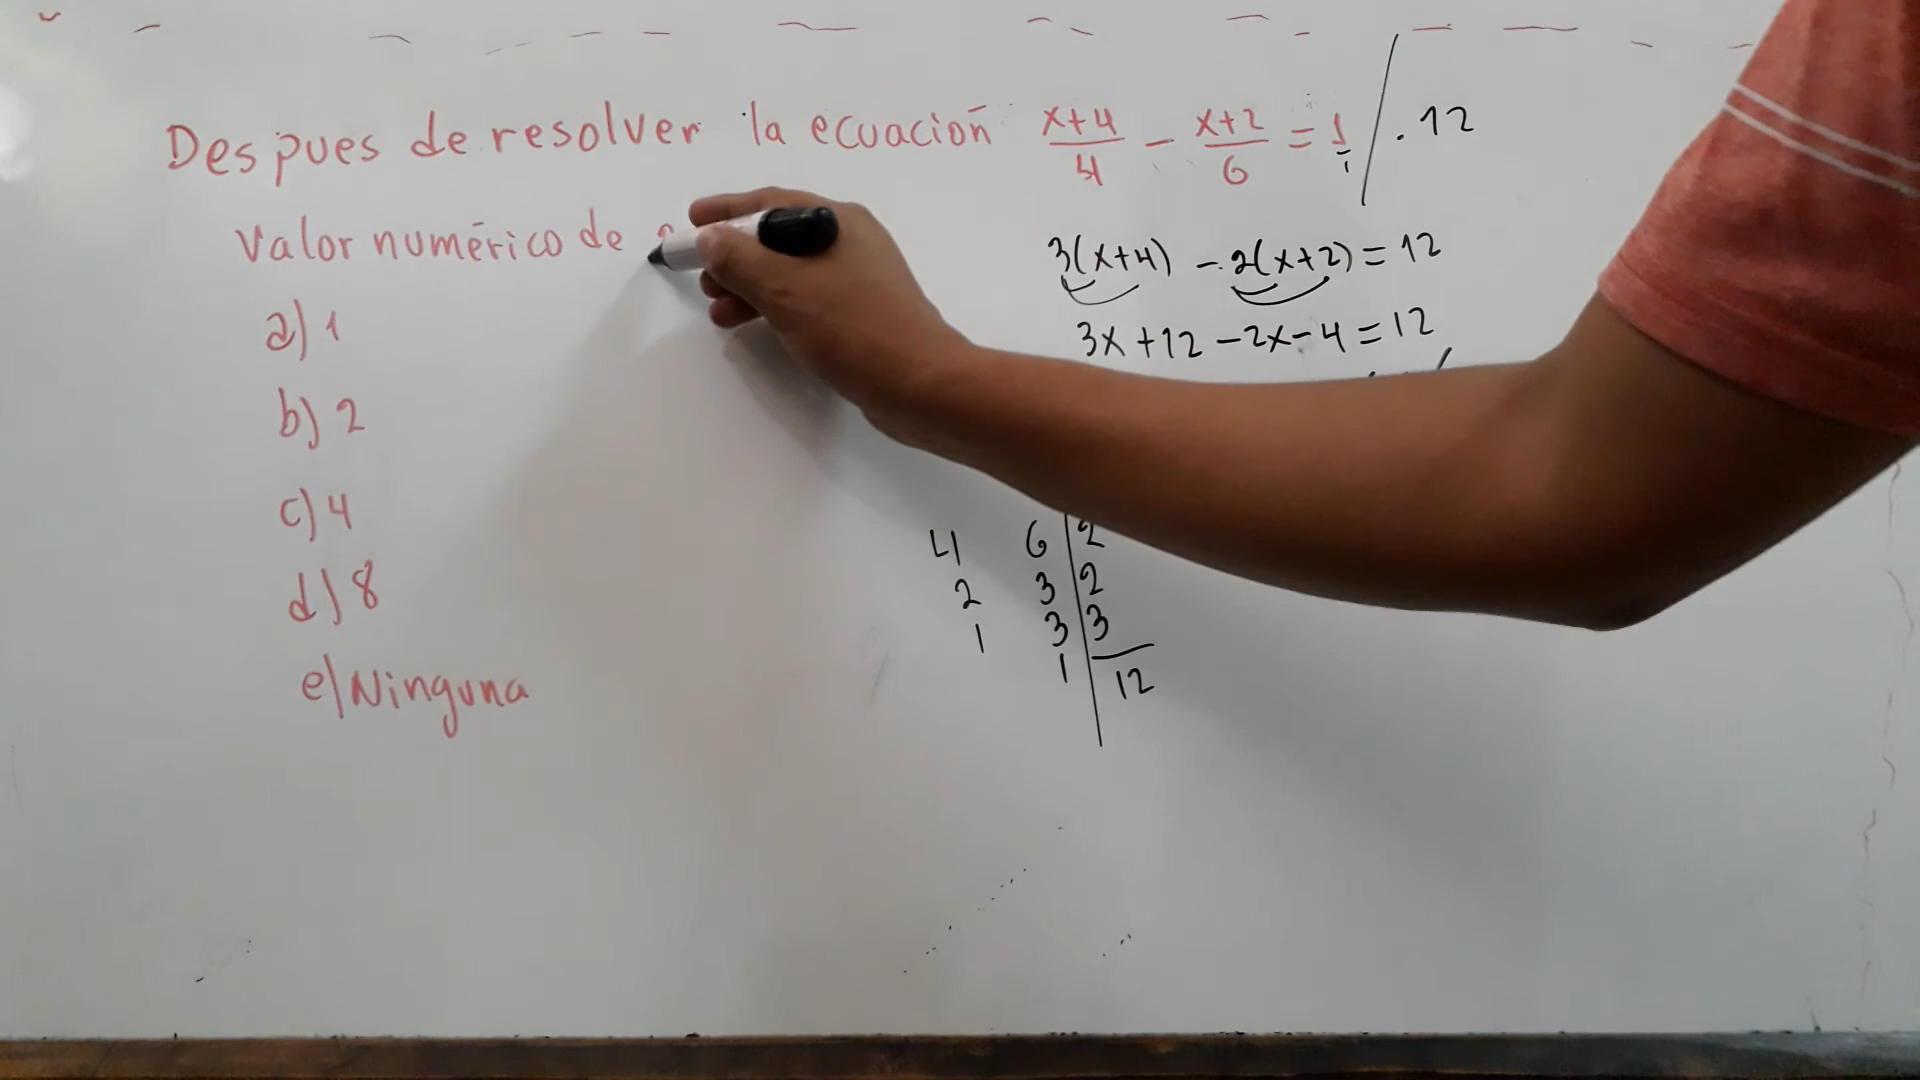 Despues de resolver la ecuación x+4/4 - x+2/6 = 1/1 / . 12
Valor numérico de
a) 1
b) 2
c) 4
d) 8
e) Ninguna
3(x+4) - 2(x+2) = 12
3x + 12 - 2x - 4 = 12
4 6 2
2 3 2
1 3 3
1 12